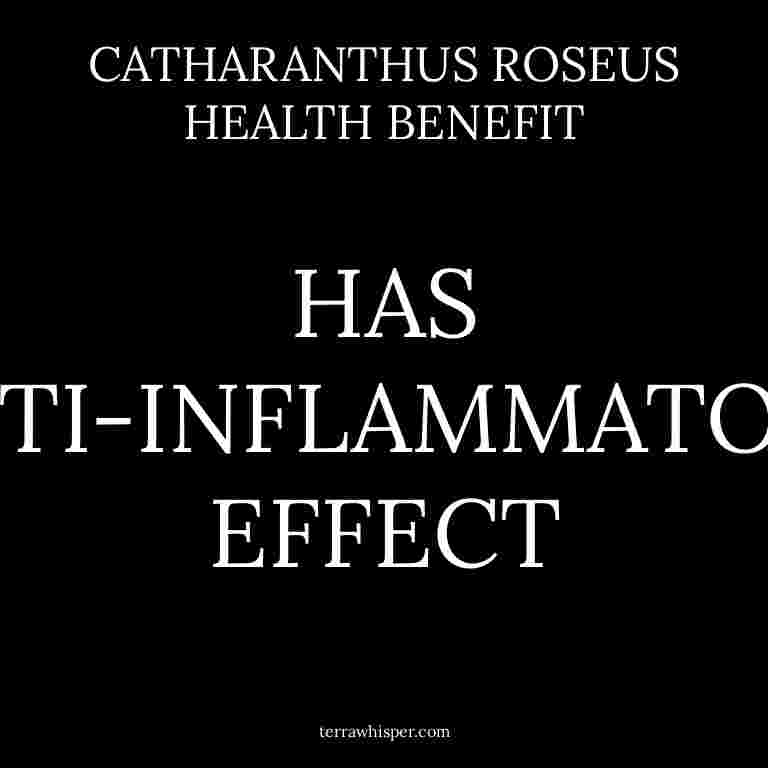 CATHARANTHUS ROSEUS
HEALTH BENEFIT
HAS
TI-INFLAMMATO
EFFECT
terrawhisper.com